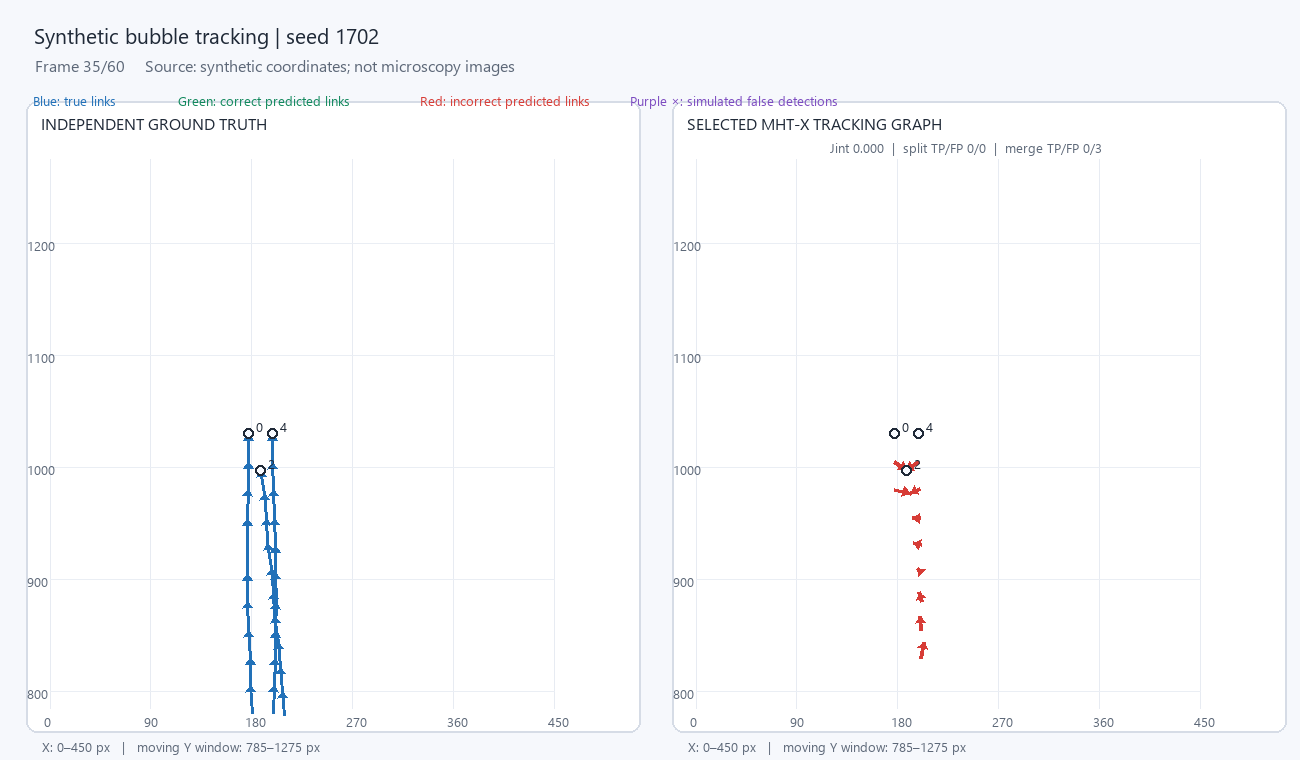 Synthetic bubble tracking | seed 1702
Frame 35/60 Source: synthetic coordinates; not microscopy images
Blue: true links Green: correct predicted links Red: incorrect predicted links Purple ×: simulated false detections
INDEPENDENT GROUND TRUTH
1200
1100
1000
900
800
0 4
0 90 180 270 360 450
X: 0–450 px | moving Y window: 785–1275 px
SELECTED MHT-X TRACKING GRAPH
Jint 0.000 | split TP/FP 0/0 | merge TP/FP 0/3
1200
1100
1000
900
800
0 4
0 90 180 270 360 450
X: 0–450 px | moving Y window: 785–1275 px